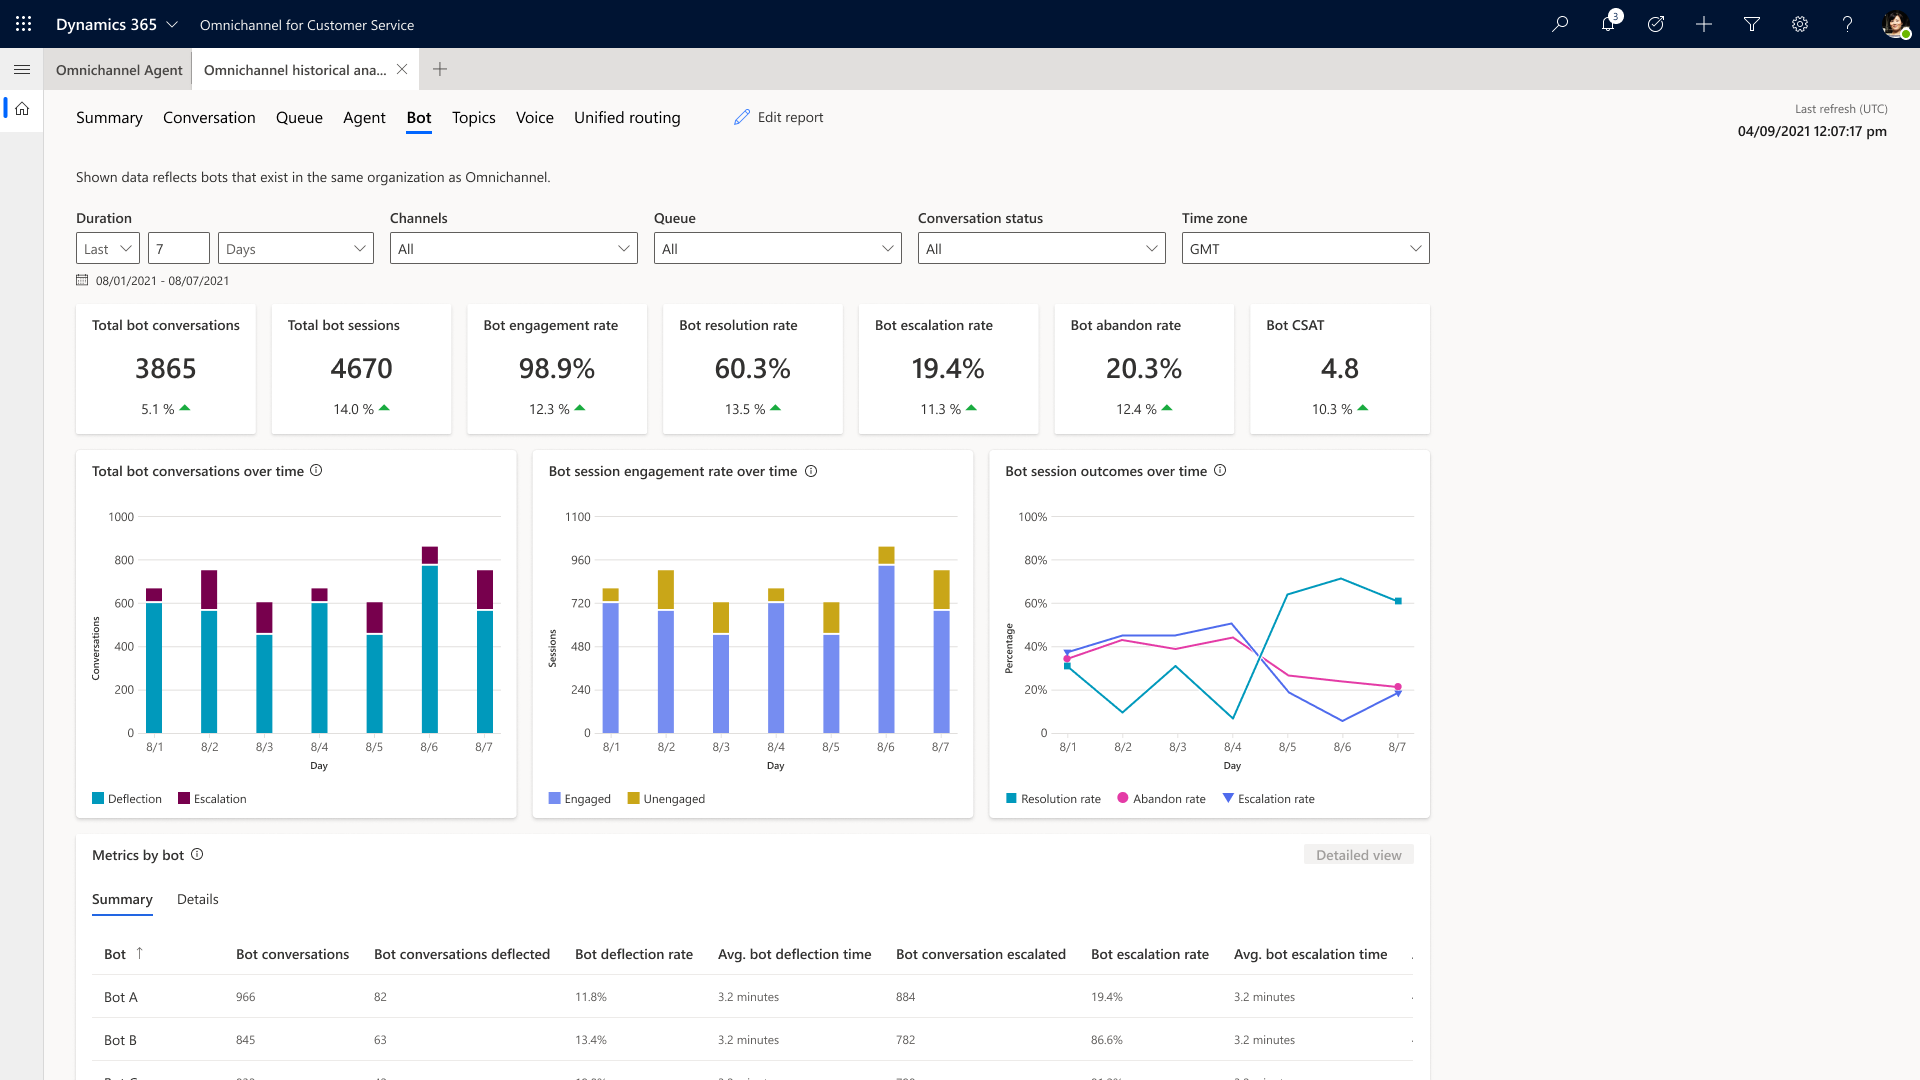 Dynamics 365
Omnichannel for Customer Service
3
Omnichannel Agent
Omnichannel historical ana...
Summary Conversation Queue Agent Bot Topics Voice Unified routing
Edit report
Last refresh (UTC)
04/09/2021 12:07:17 pm
Shown data reflects bots that exist in the same organization as Omnichannel.
Duration Channels Queue Conversation status Time zone
Last 7 Days All All All GMT
08/01/2021 - 08/07/2021
Total bot conversations
3865
5.1 %
Total bot sessions
4670
14.0 %
Bot engagement rate
98.9%
12.3 %
Bot resolution rate
60.3%
13.5 %
Bot escalation rate
19.4%
11.3 %
Bot abandon rate
20.3%
12.4 %
Bot CSAT
4.8
10.3 %
Total bot conversations over time
1000
800
600
400
200
0
Conversations
8/1 8/2 8/3 8/4 8/5 8/6 8/7
Day
Deflection Escalation
Bot session engagement rate over time
1100
960
720
480
240
0
Sessions
8/1 8/2 8/3 8/4 8/5 8/6 8/7
Day
Engaged Unengaged
Bot session outcomes over time
100%
80%
60%
40%
20%
0
Percentage
8/1 8/2 8/3 8/4 8/5 8/6 8/7
Day
Resolution rate Abandon rate Escalation rate
Metrics by bot
Detailed view
Summary Details
Bot Bot conversations Bot conversations deflected Bot deflection rate Avg. bot deflection time Bot conversation escalated Bot escalation rate Avg. bot escalation time
Bot A 966 82 11.8% 3.2 minutes 884 19.4% 3.2 minutes
Bot B 845 63 13.4% 3.2 minutes 782 86.6% 3.2 minutes